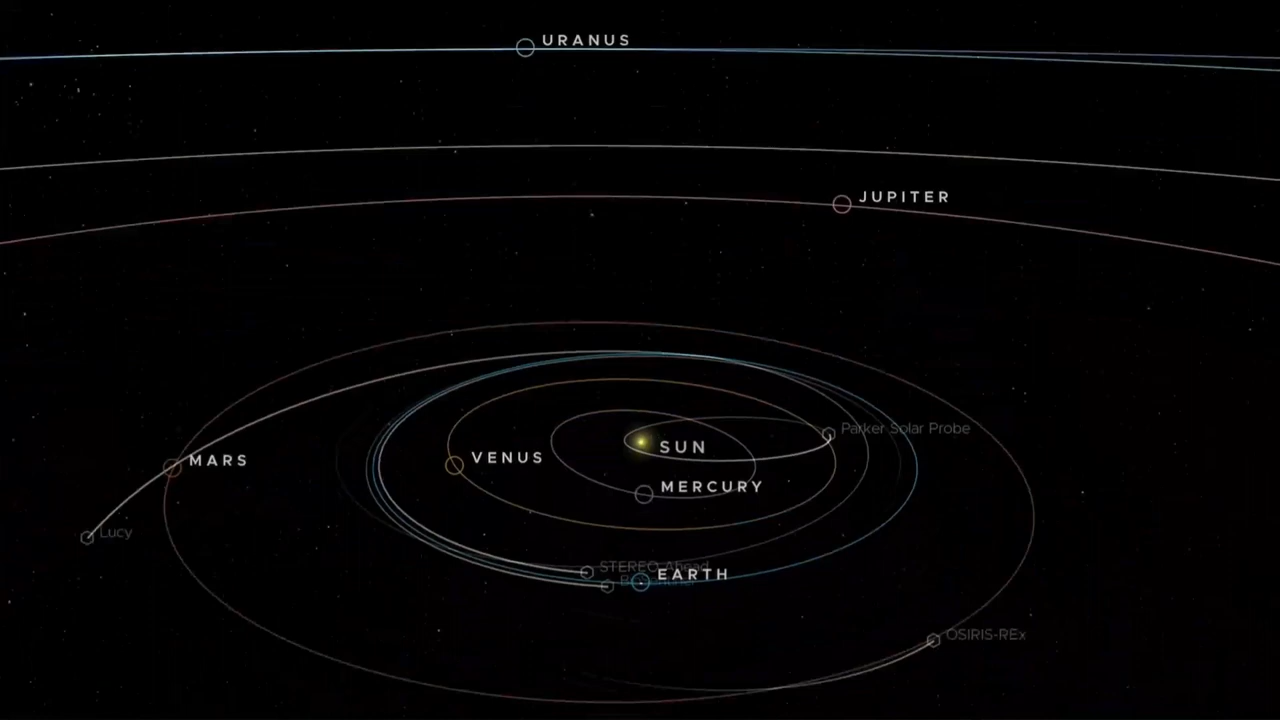 URANUS
JUPITER
Parker Solar Probe
SUN
VENUS
MARS
MERCURY
Lucy
STEREO Ahead
EARTH
OSIRIS-REx